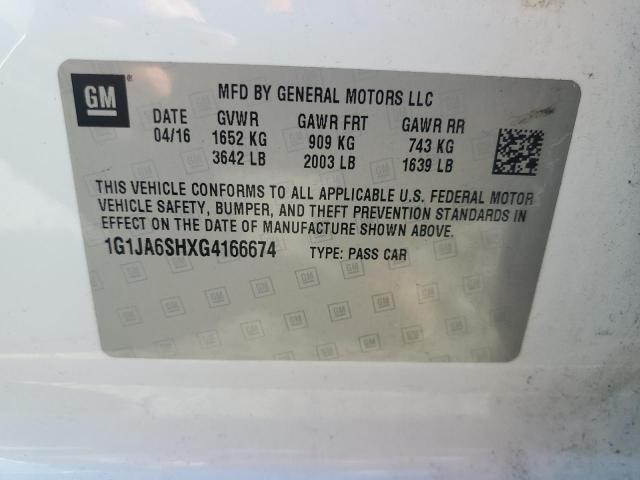 GM
MFD BY GENERAL MOTORS LLC
DATE GVWR GAWR FRT GAWR RR
04/16 1652 KG 909 KG 743 KG
3642 LB 2003 LB 1639 LB
THIS VEHICLE CONFORMS TO ALL APPLICABLE U.S. FEDERAL MOTOR
VEHICLE SAFETY, BUMPER, AND THEFT PREVENTION STANDARDS IN
EFFECT ON THE DATE OF MANUFACTURE SHOWN ABOVE.
1G1JA6SHXG4166674 TYPE: PASS CAR